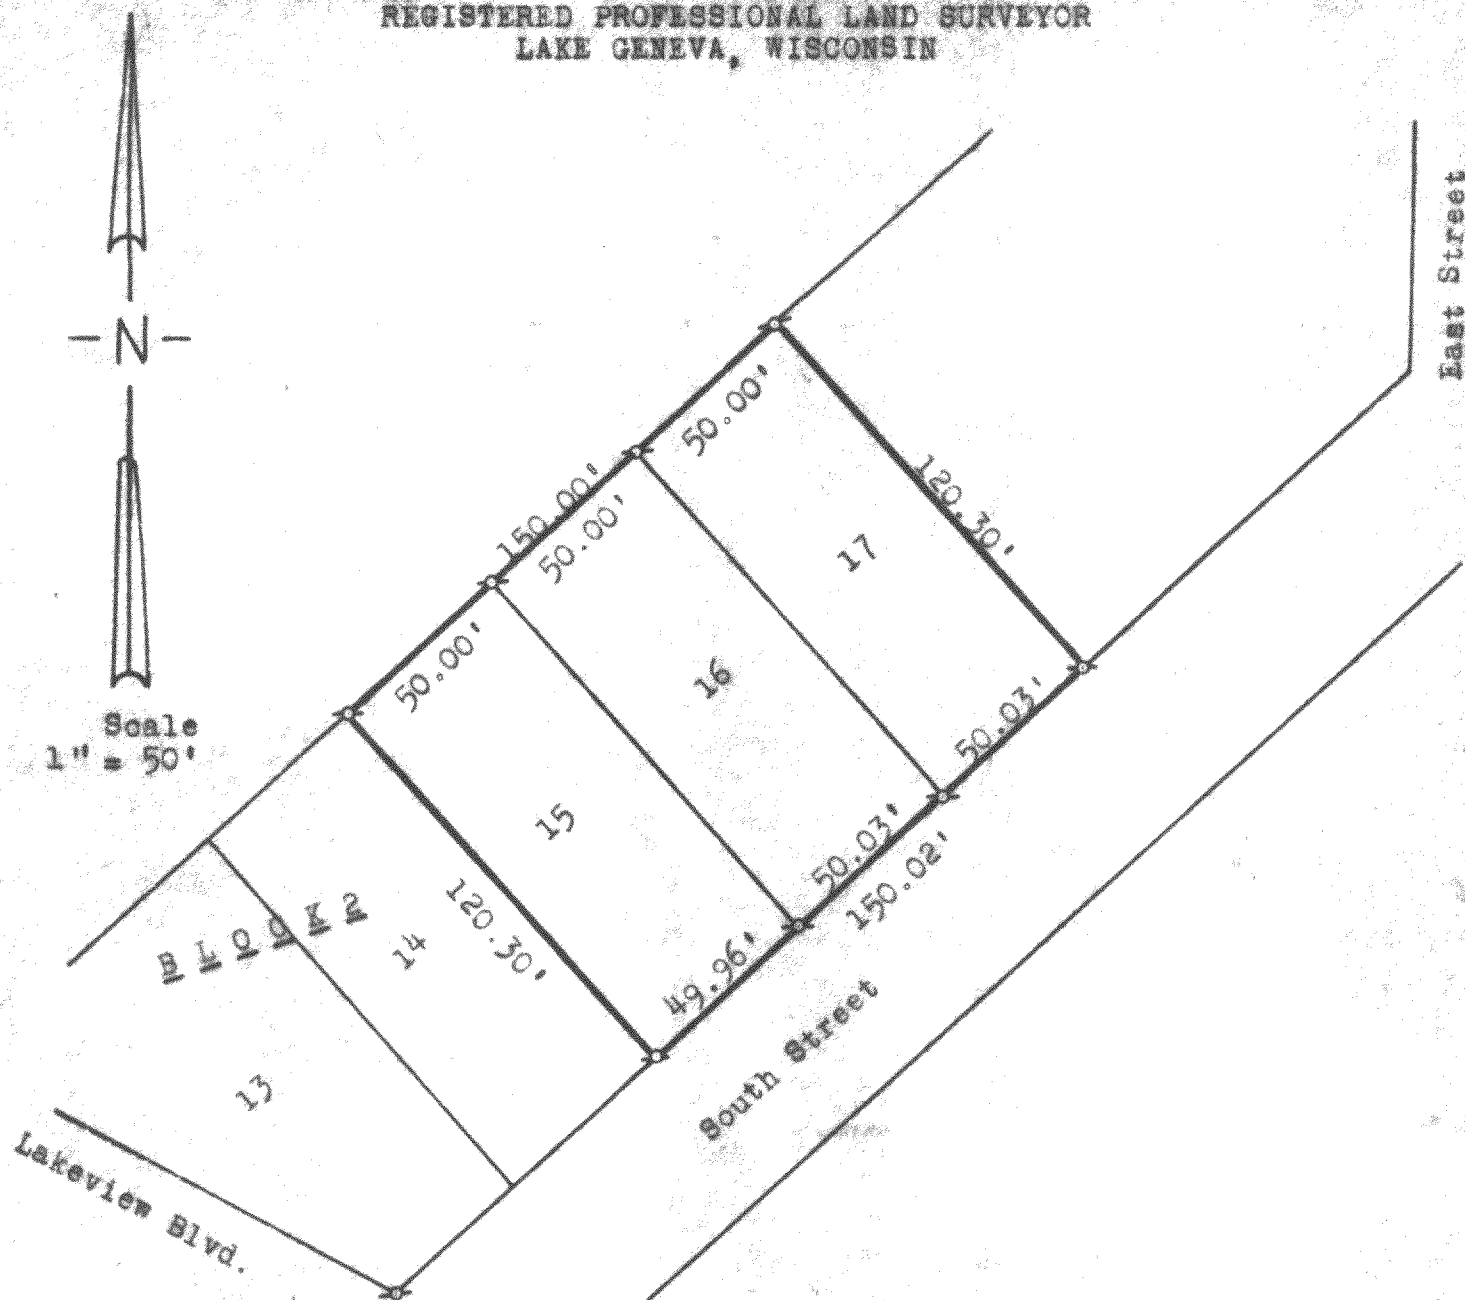 REGISTERED PROFESSIONAL LAND SURVEYOR
LAKE GENEVA, WISCONSIN
East Street
N
50.00'
120.30'
150.00'
50.00'
17
50.00'
16
50.03'
Scale
1" = 50'
15
50.03'
150.02'
BLOCK 2
14
120.30'
49.96'
South Street
13
Lakeview Blvd.